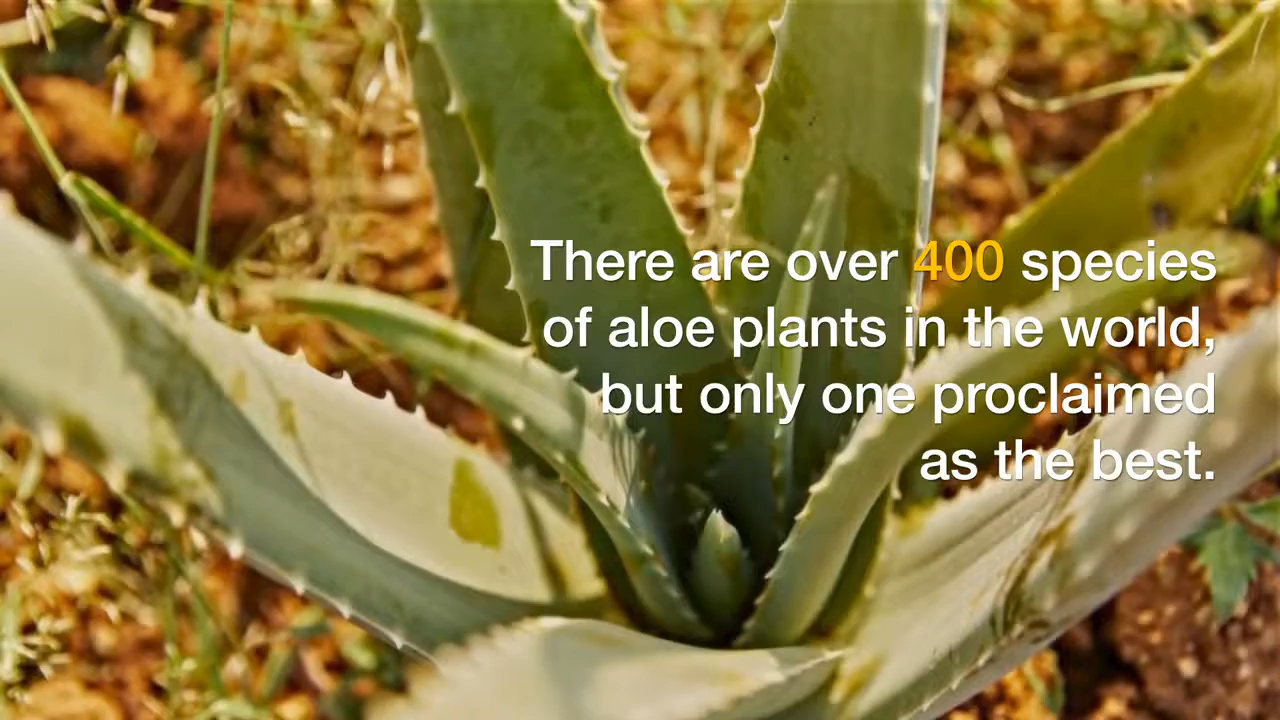 There are over 400 species
of aloe plants in the world,
but only one proclaimed
as the best.